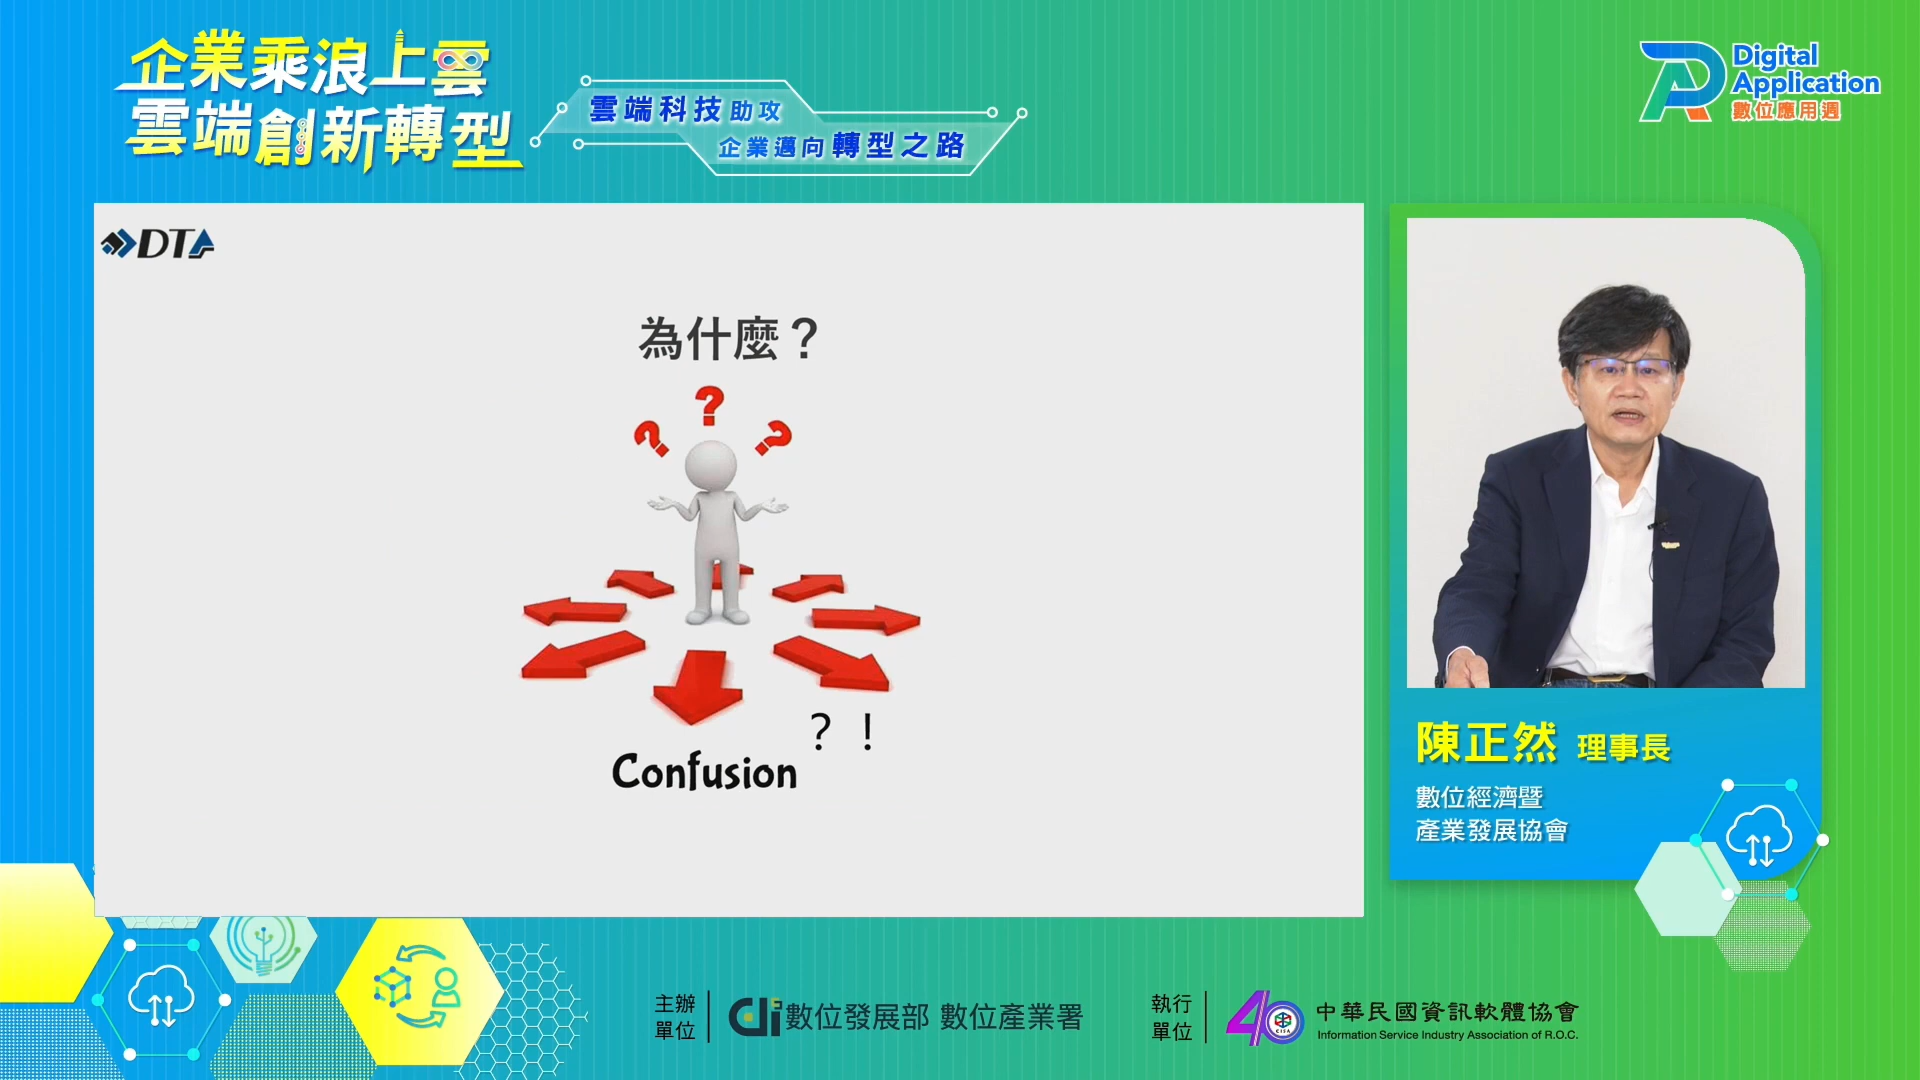 企業乘浪上雲
雲端創新轉型
雲端科技助攻
企業邁向轉型之路
Digital
Application
數位應用週
DTA
為什麼？
? ? ?
？！
Confusion
陳正然 理事長
數位經濟暨
產業發展協會
主辦
單位
di 數位發展部 數位產業署
執行
單位
40
CISA
中華民國資訊軟體協會
Information Service Industry Association of R.O.C.